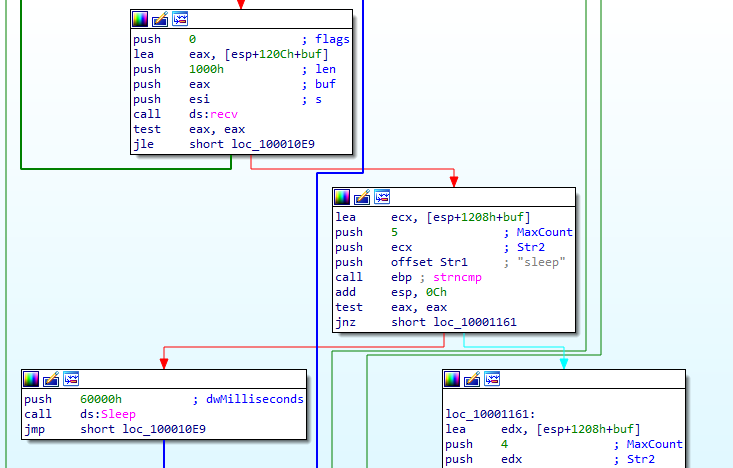 push    0               ; flags
lea     eax, [esp+120Ch+buf]
push    1000h           ; len
push    eax             ; buf
push    esi             ; s
call    ds:recv
test    eax, eax
jle     short loc_100010E9
lea     ecx, [esp+1208h+buf]
push    5               ; MaxCount
push    ecx             ; Str2
push    offset Str1     ; "sleep"
call    ebp ; strncmp
add     esp, 0Ch
test    eax, eax
jnz     short loc_10001161
push    60000h          ; dwMilliseconds
call    ds:Sleep
jmp     short loc_100010E9
loc_10001161:
lea     edx, [esp+1208h+buf]
push    4               ; MaxCount
push    edx             ; Str2